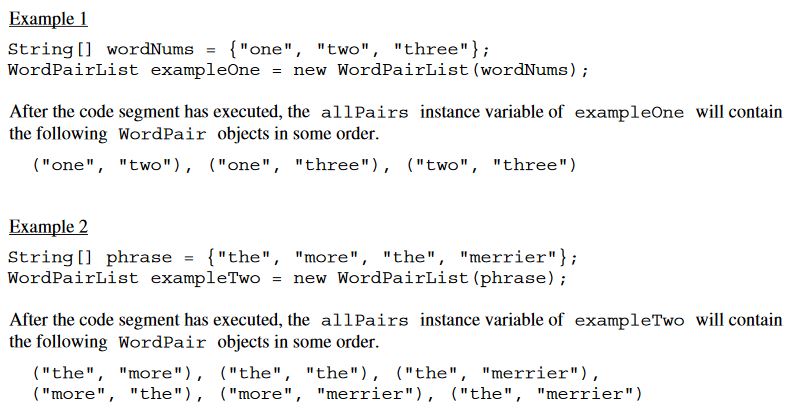 Example 1
String[] wordNums = {"one", "two", "three"};
WordPairList exampleOne = new WordPairList(wordNums);
After the code segment has executed, the allPairs instance variable of exampleOne will contain
the following WordPair objects in some order.
("one", "two"), ("one", "three"), ("two", "three")
Example 2
String[] phrase = {"the", "more", "the", "merrier"};
WordPairList exampleTwo = new WordPairList(phrase);
After the code segment has executed, the allPairs instance variable of exampleTwo will contain
the following WordPair objects in some order.
("the", "more"), ("the", "the"), ("the", "merrier"),
("more", "the"), ("more", "merrier"), ("the", "merrier")